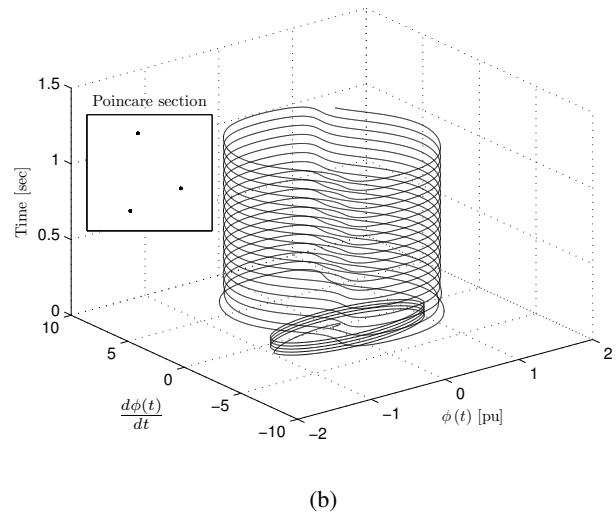 1.5
Poincare section
1
Time [sec]
0.5
0
10
5
0
−5
−10
dϕ(t)
dt
2
1
0
−1
−2
ϕ(t) [pu]
(b)